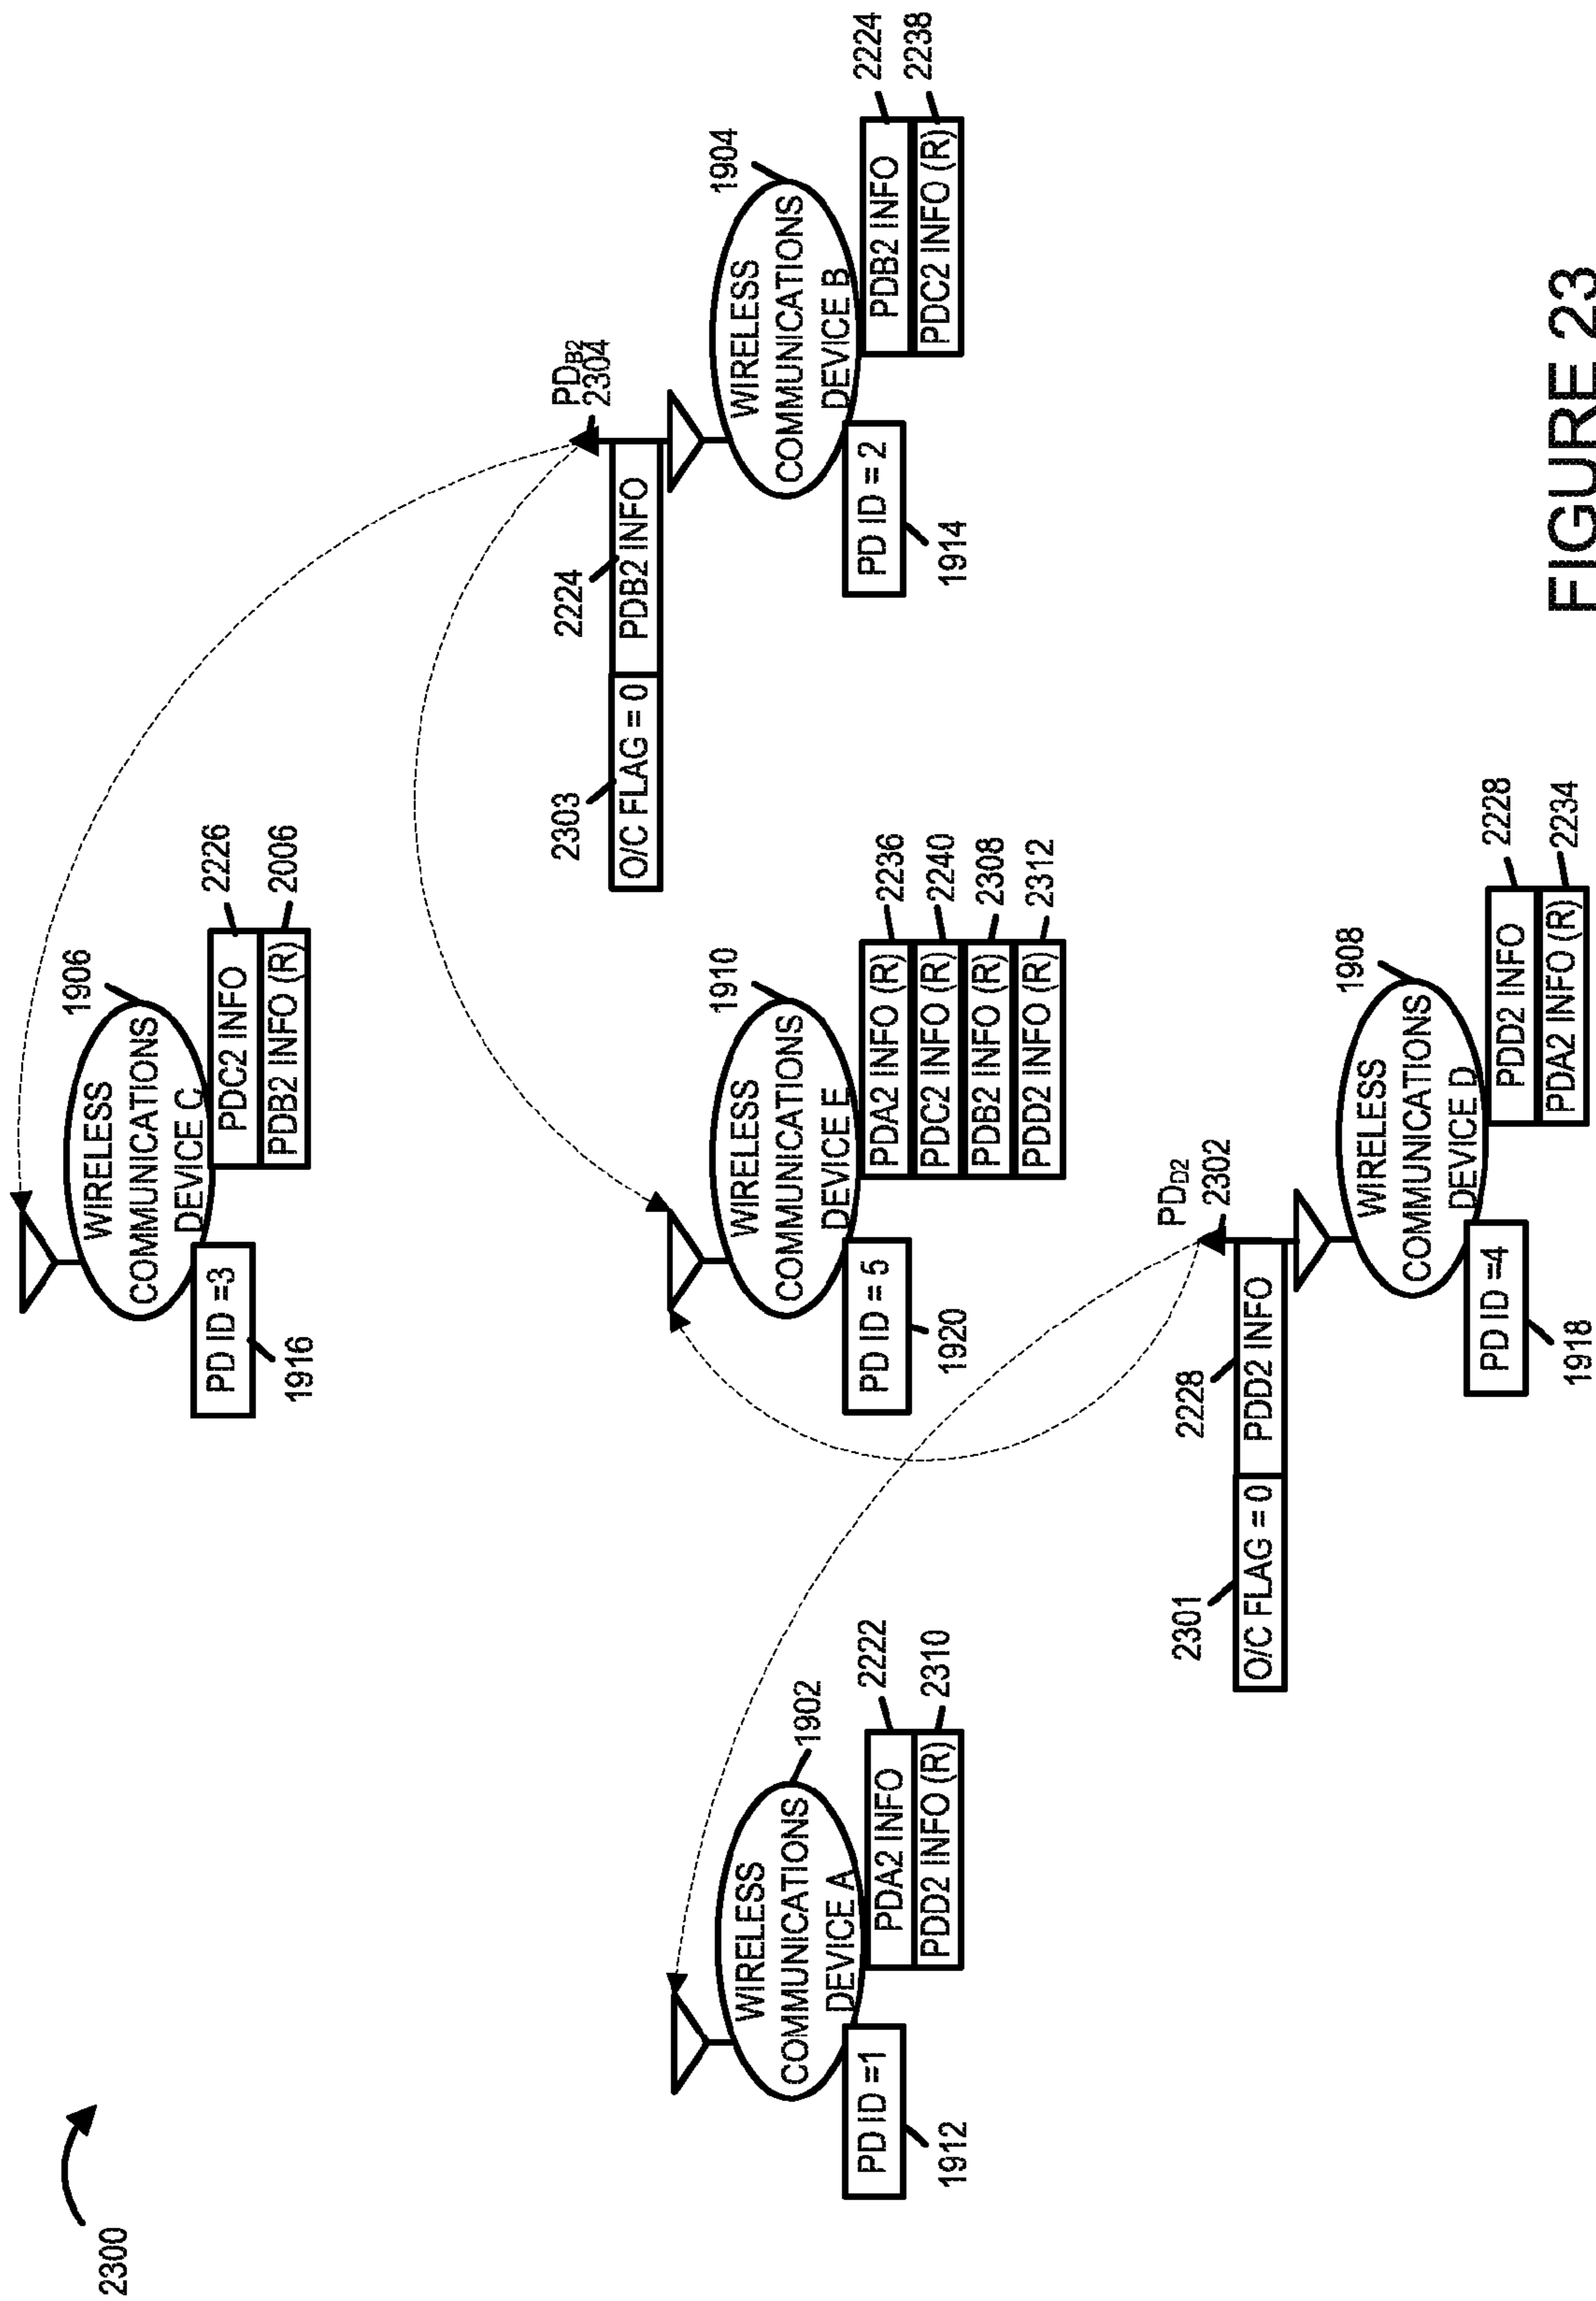 2300
WIRELESS
COMMUNICATIONS
DEVICE C
1906
PD ID =3
1916
PDC2 INFO
2226
PDB2 INFO (R)
2006
WIRELESS
COMMUNICATIONS
DEVICE A
1902
PD ID =1
1912
PDA2 INFO
2222
PDD2 INFO (R)
2310
WIRELESS
COMMUNICATIONS
DEVICE E
1910
PD ID = 5
1920
PDA2 INFO (R)
2236
PDC2 INFO (R)
2240
PDB2 INFO (R)
2308
PDD2 INFO (R)
2312
PDB2
2304
2303
O/C FLAG = 0
2224
PDB2 INFO
WIRELESS
COMMUNICATIONS
DEVICE B
1904
PD ID = 2
1914
PDB2 INFO
2224
PDC2 INFO (R)
2238
PDD2
2302
2301
O/C FLAG = 0
2228
PDD2 INFO
WIRELESS
COMMUNICATIONS
DEVICE D
1908
PD ID =4
1918
PDD2 INFO
2228
PDA2 INFO (R)
2234
FIGURE 23